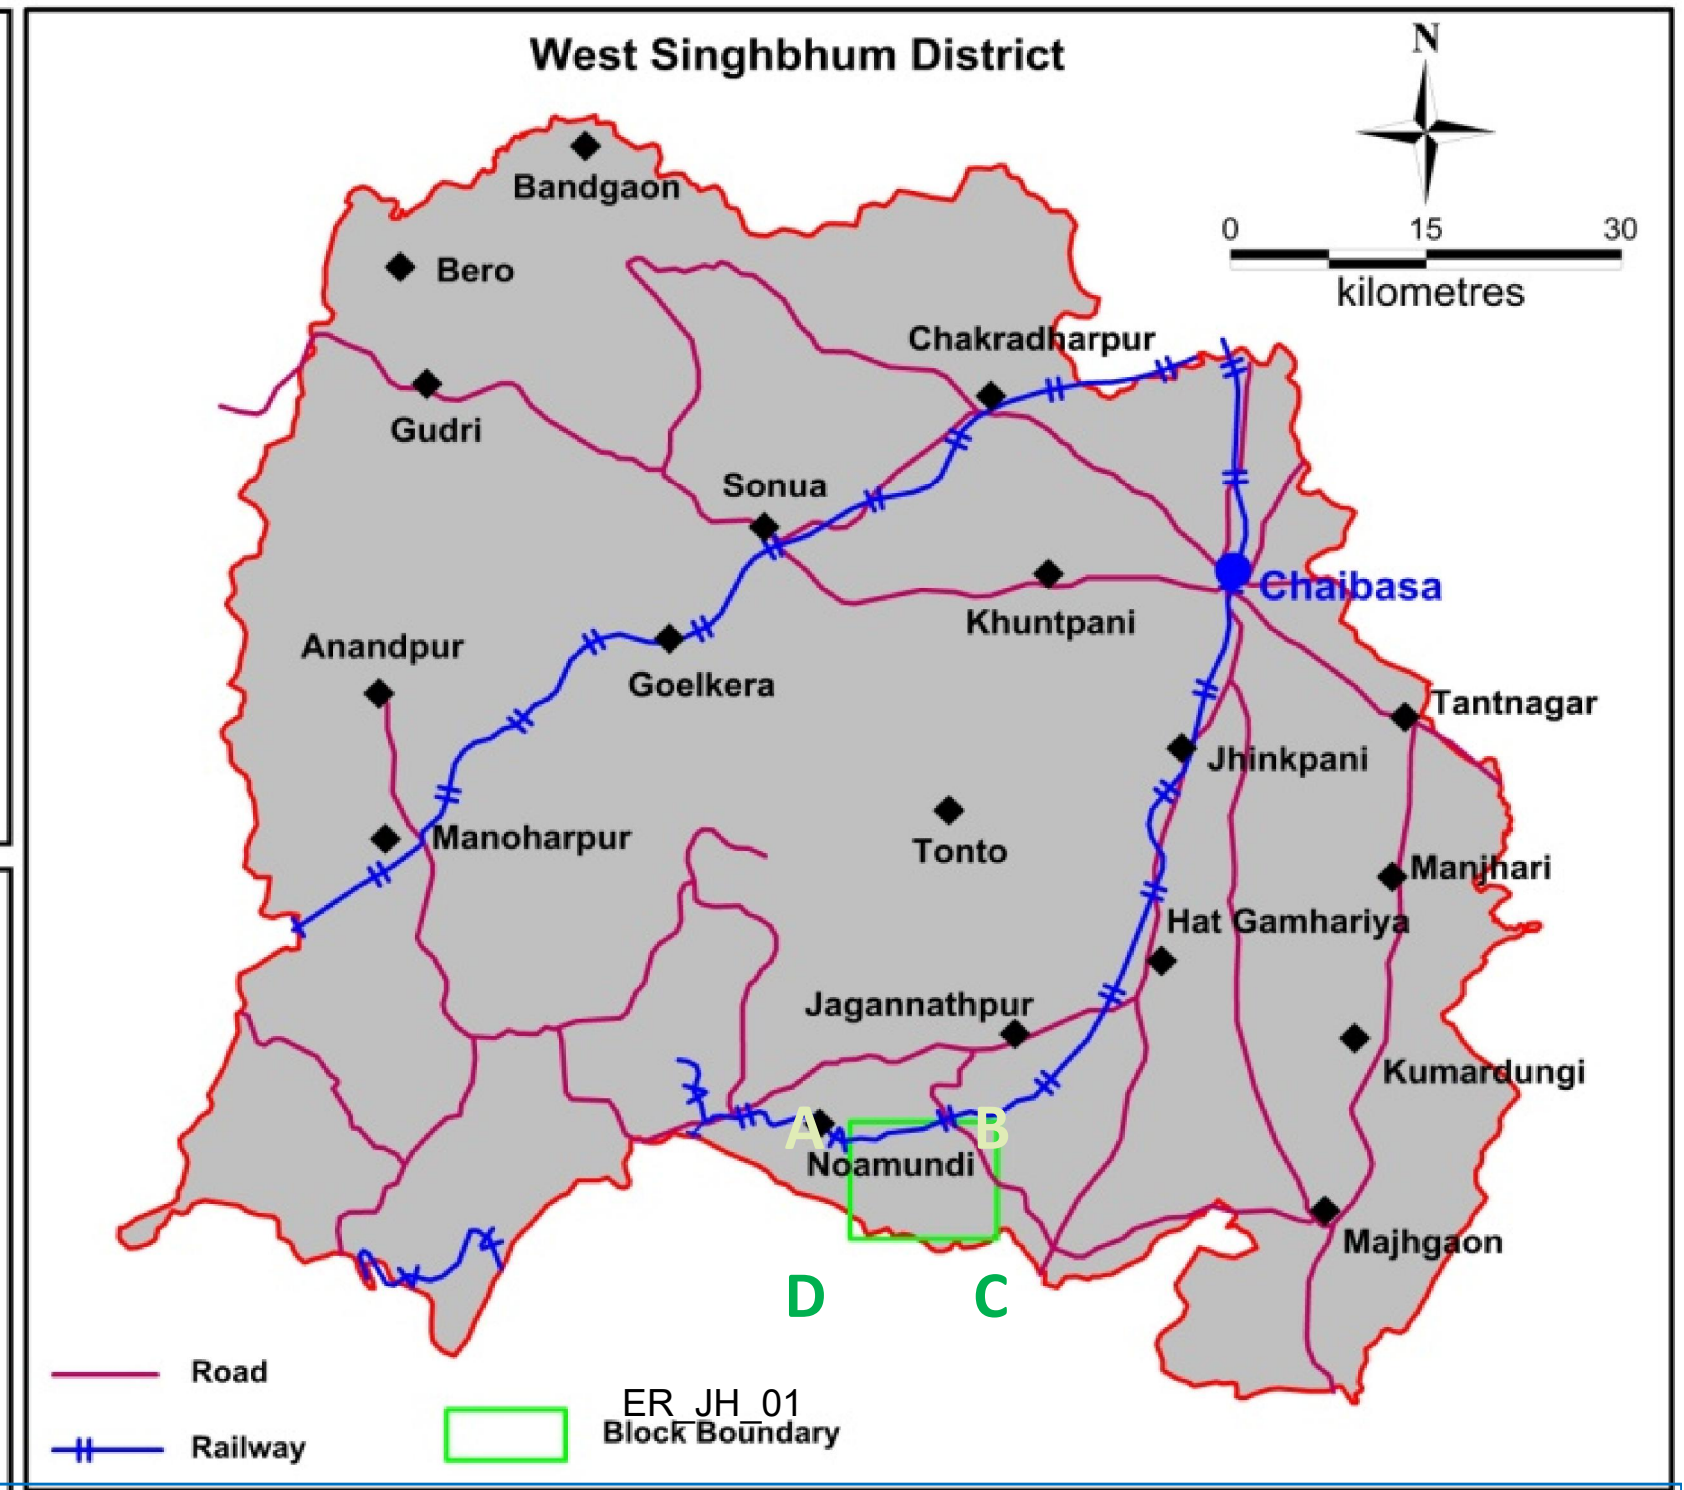 West Singhbhum District
N
0 15 30
kilometres
Bandgaon
Bero
Chakradharpur
Gudri
Sonua
Chaibasa
Khuntpani
Anandpur
Goelkera
Tantnagar
Jhinkpani
Manoharpur
Tonto
Manjhari
Hat Gamhariya
Jagannathpur
Kumardungi
A B
Noamundi
Majhgaon
D C
Road
ER_JH_01
Block Boundary
Railway